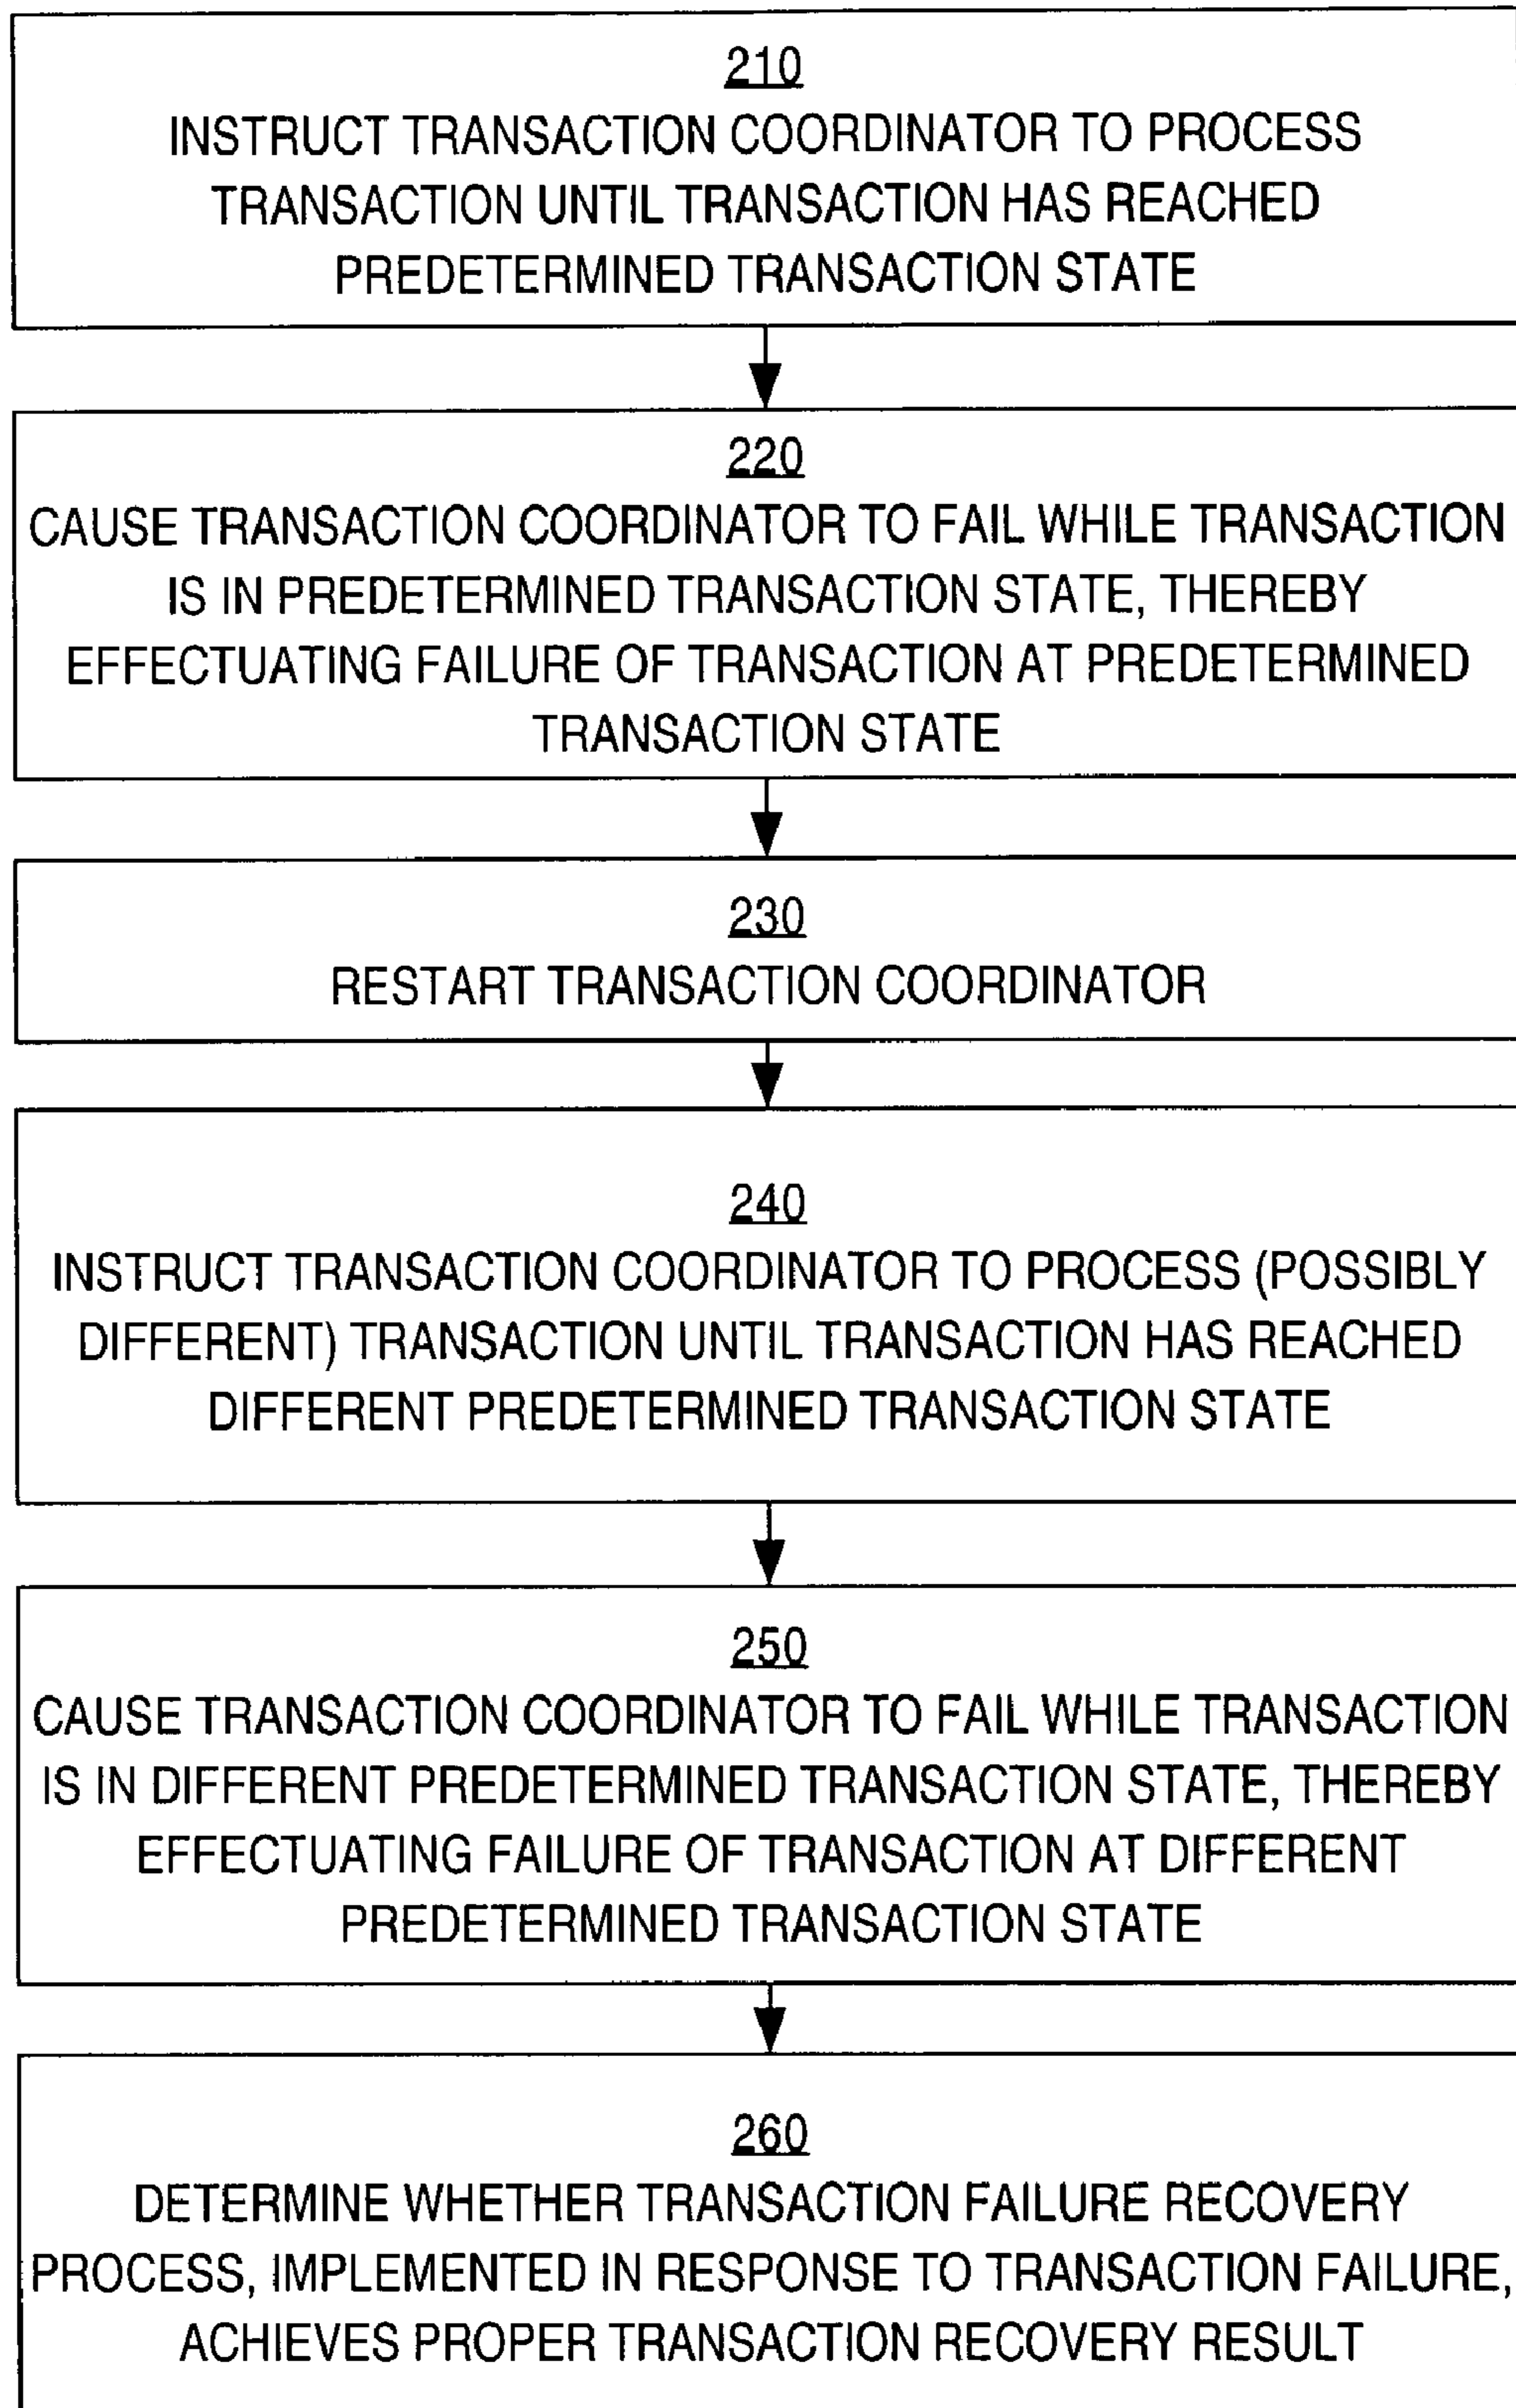 210
INSTRUCT TRANSACTION COORDINATOR TO PROCESS
TRANSACTION UNTIL TRANSACTION HAS REACHED
PREDETERMINED TRANSACTION STATE
220
CAUSE TRANSACTION COORDINATOR TO FAIL WHILE TRANSACTION
IS IN PREDETERMINED TRANSACTION STATE, THEREBY
EFFECTUATING FAILURE OF TRANSACTION AT PREDETERMINED
TRANSACTION STATE
230
RESTART TRANSACTION COORDINATOR
240
INSTRUCT TRANSACTION COORDINATOR TO PROCESS (POSSIBLY
DIFFERENT) TRANSACTION UNTIL TRANSACTION HAS REACHED
DIFFERENT PREDETERMINED TRANSACTION STATE
250
CAUSE TRANSACTION COORDINATOR TO FAIL WHILE TRANSACTION
IS IN DIFFERENT PREDETERMINED TRANSACTION STATE, THEREBY
EFFECTUATING FAILURE OF TRANSACTION AT DIFFERENT
PREDETERMINED TRANSACTION STATE
260
DETERMINE WHETHER TRANSACTION FAILURE RECOVERY
PROCESS, IMPLEMENTED IN RESPONSE TO TRANSACTION FAILURE,
ACHIEVES PROPER TRANSACTION RECOVERY RESULT